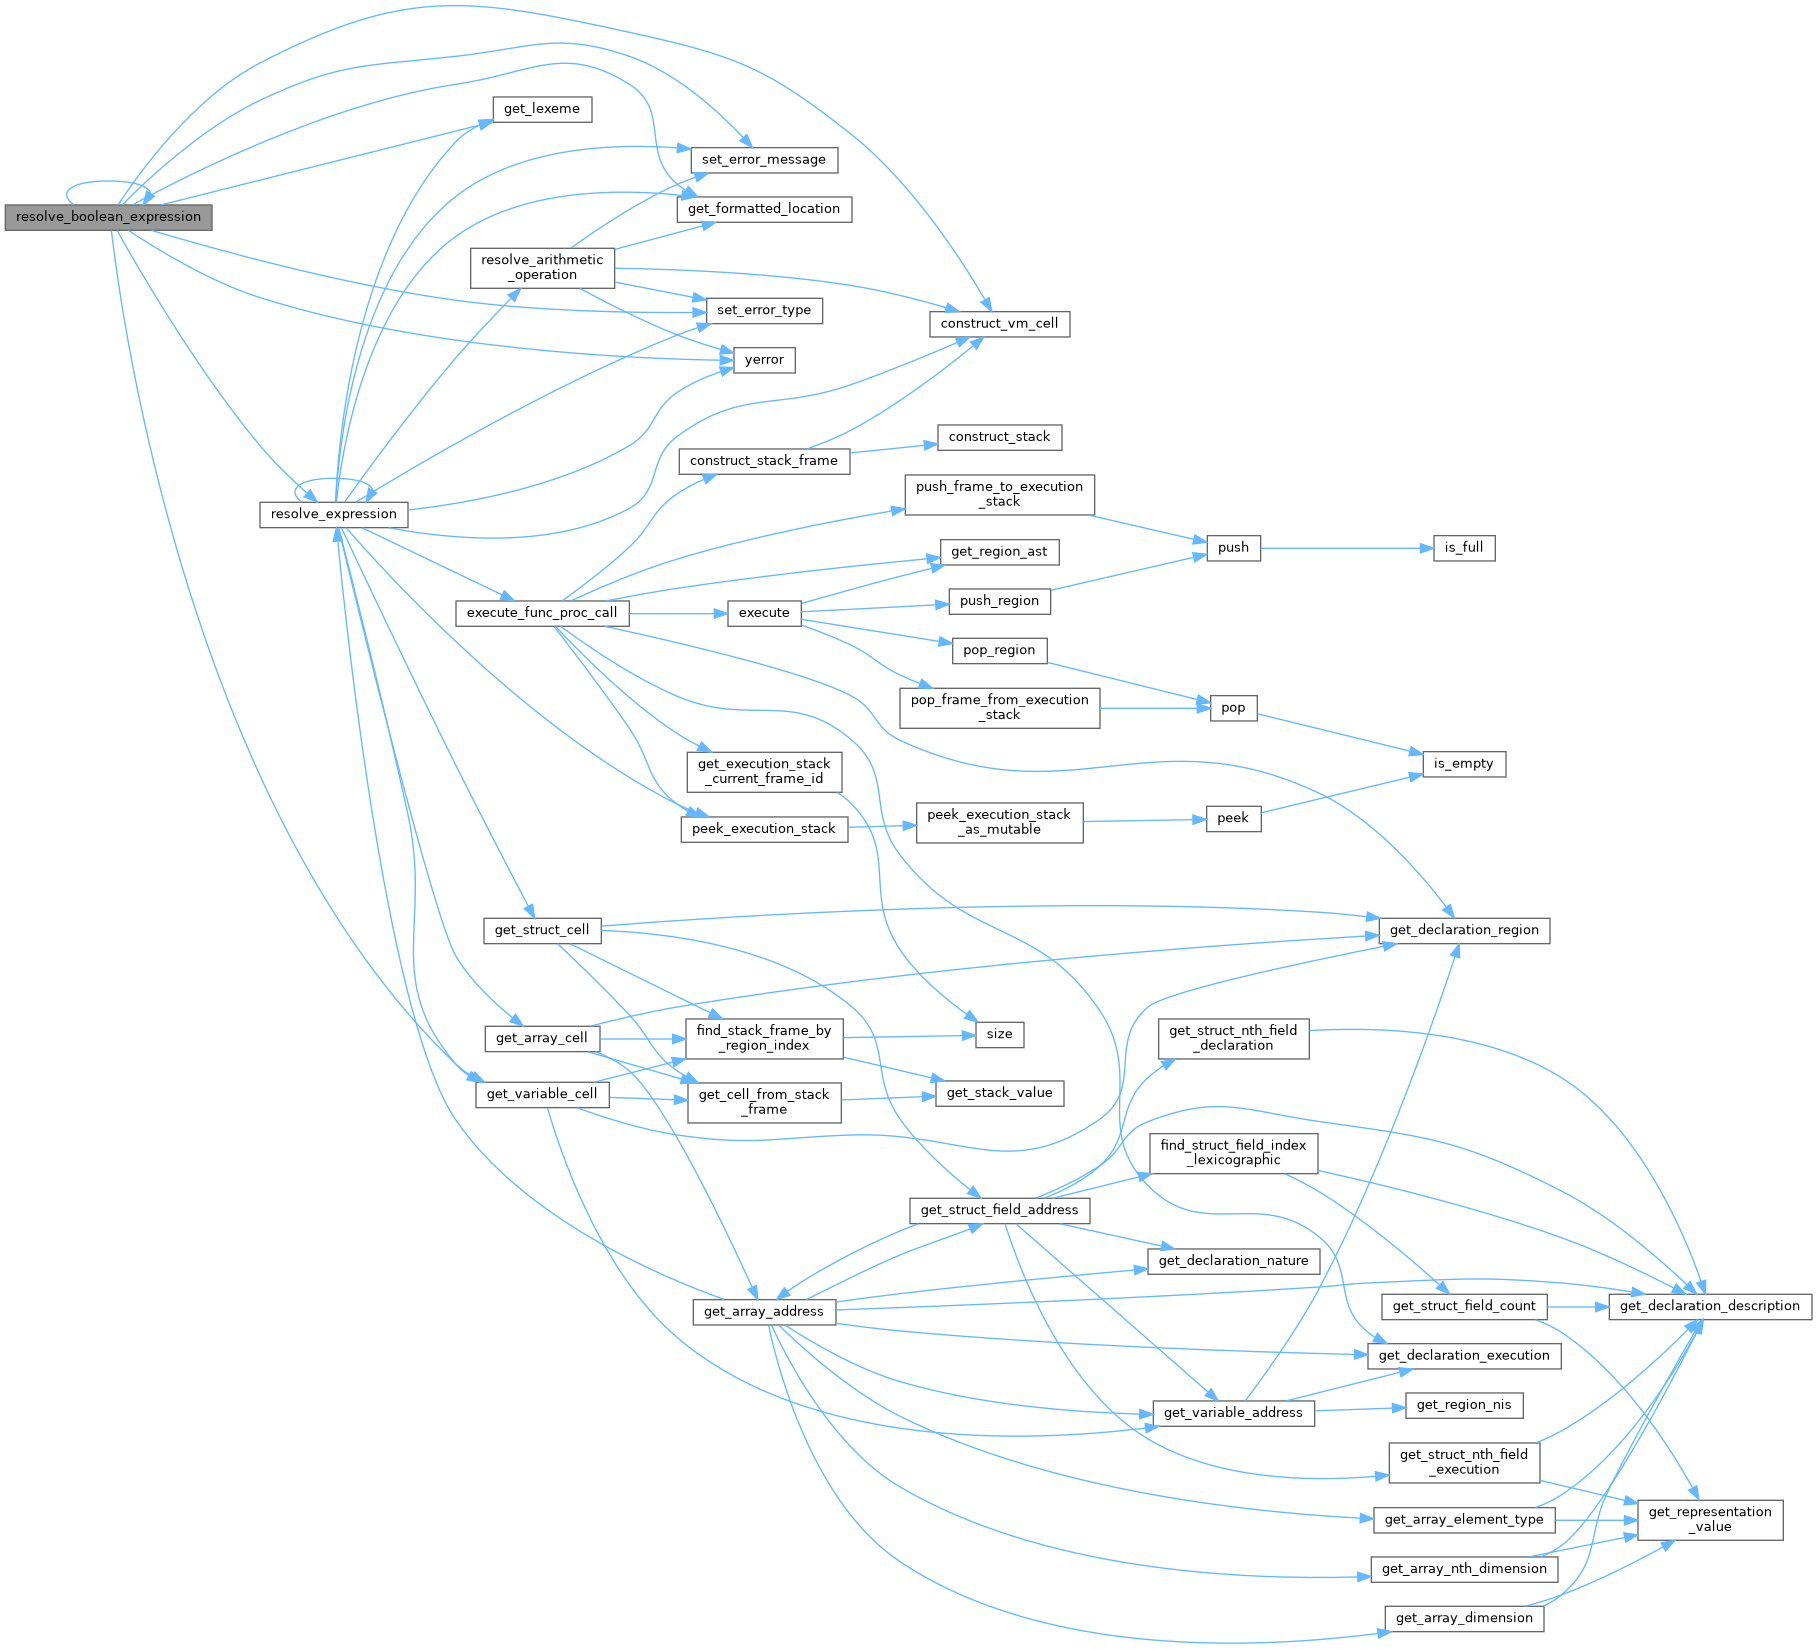 get_lexeme
set_error_message
resolve_boolean_expression
get_formatted_location
resolve_arithmetic
_operation
set_error_type
construct_vm_cell
yerror
construct_stack
construct_stack_frame
push_frame_to_execution
_stack
resolve_expression
push
is_full
get_region_ast
push_region
execute_func_proc_call
execute
pop_region
pop_frame_from_execution
_stack
pop
get_execution_stack
_current_frame_id
is_empty
peek_execution_stack
peek_execution_stack
_as_mutable
peek
get_struct_cell
get_declaration_region
get_array_cell
find_stack_frame_by
_region_index
size
get_struct_nth_field
_declaration
get_variable_cell
get_cell_from_stack
_frame
get_stack_value
find_struct_field_index
_lexicographic
get_struct_field_address
get_declaration_nature
get_array_address
get_struct_field_count
get_declaration_description
get_declaration_execution
get_variable_address
get_region_nis
get_struct_nth_field
_execution
get_array_element_type
get_representation
_value
get_array_nth_dimension
get_array_dimension